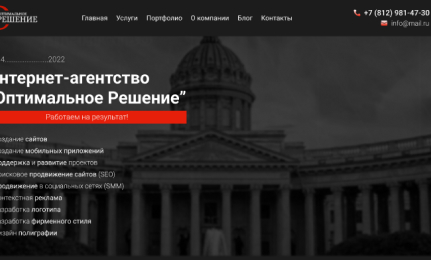 ОПТИМАЛЬНОЕ
РЕШЕНИЕ
Главная Услуги Портфолио О компании Блог Контакты
+7 (812) 981-47-30
info@mail.ru
4......................2022
нтернет-агентство
Оптимальное Решение”
Работаем на результат!
здание сайтов
здание мобильных приложений
ддержка и развитие проектов
исковое продвижение сайтов (SEO)
одвижение в социальных сетях (SMM)
нтекстная реклама
зработка логотипа
зработка фирменного стиля
зайн полиграфии